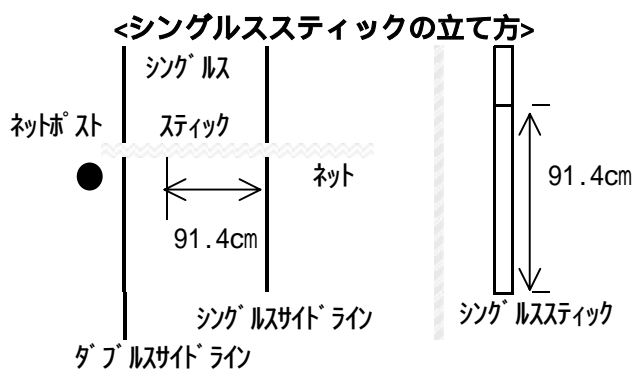 <シングルススティックの立て方>
ｼﾝｸﾞﾙｽ
ｽﾃｨｯｸ
ﾈｯﾄﾎﾟｽﾄ
ﾈｯﾄ
91.4㎝
ｼﾝｸﾞﾙｽｻｲﾄﾞﾗｲﾝ
ﾀﾞﾌﾞﾙｽｻｲﾄﾞﾗｲﾝ
91.4㎝
ｼﾝｸﾞﾙｽｽﾃｨｯｸ